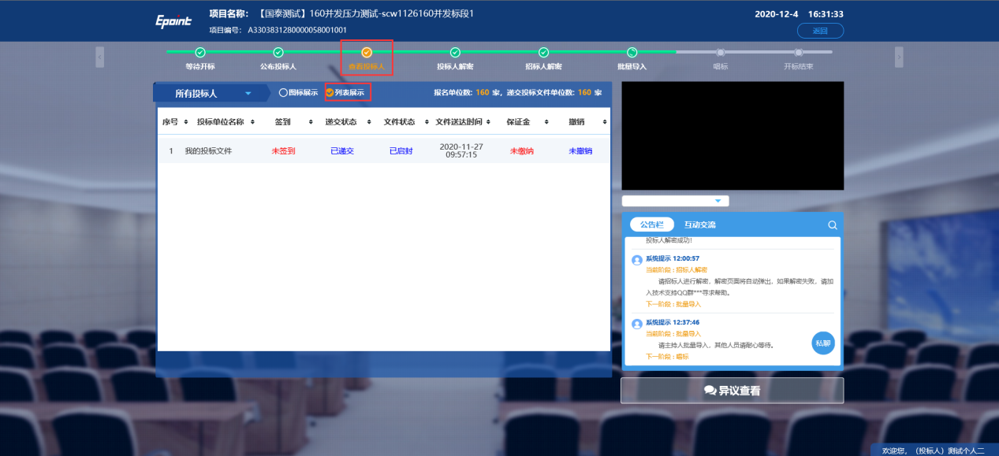 Epoint
项目名称： 【国泰测试】160并发压力测试-scw1126160并发标段1
项目编号： A3303831280000058001001
2020-12-4 16:31:33
返回
等待开标 公布投标人 查看投标人 投标人解密 招标人解密 批量导入 唱标 开标结束
所有投标人 图标展示 列表展示 报名单位数: 160 家, 递交投标文件单位数: 160 家
序号 投标单位名称 签到 递交状态 文件状态 文件送达时间 保证金 撤销
1 我的投标文件 未签到 已递交 已启封 2020-11-27 09:57:15 未缴纳 未撤销
公告栏 互动交流
投标人解密成功!
系统提示 12:00:57
当前阶段 : 招标人解密
请招标人进行解密，解密页面将自动弹出，如果解密失败，请加
入技术支持QQ群***寻求帮助。
下一阶段 : 批量导入
系统提示 12:37:46
当前阶段 : 批量导入
请主持人批量导入，其他人员请耐心等待。
下一阶段 : 唱标
私聊
异议查看
欢迎您，（投标人）测试个人二